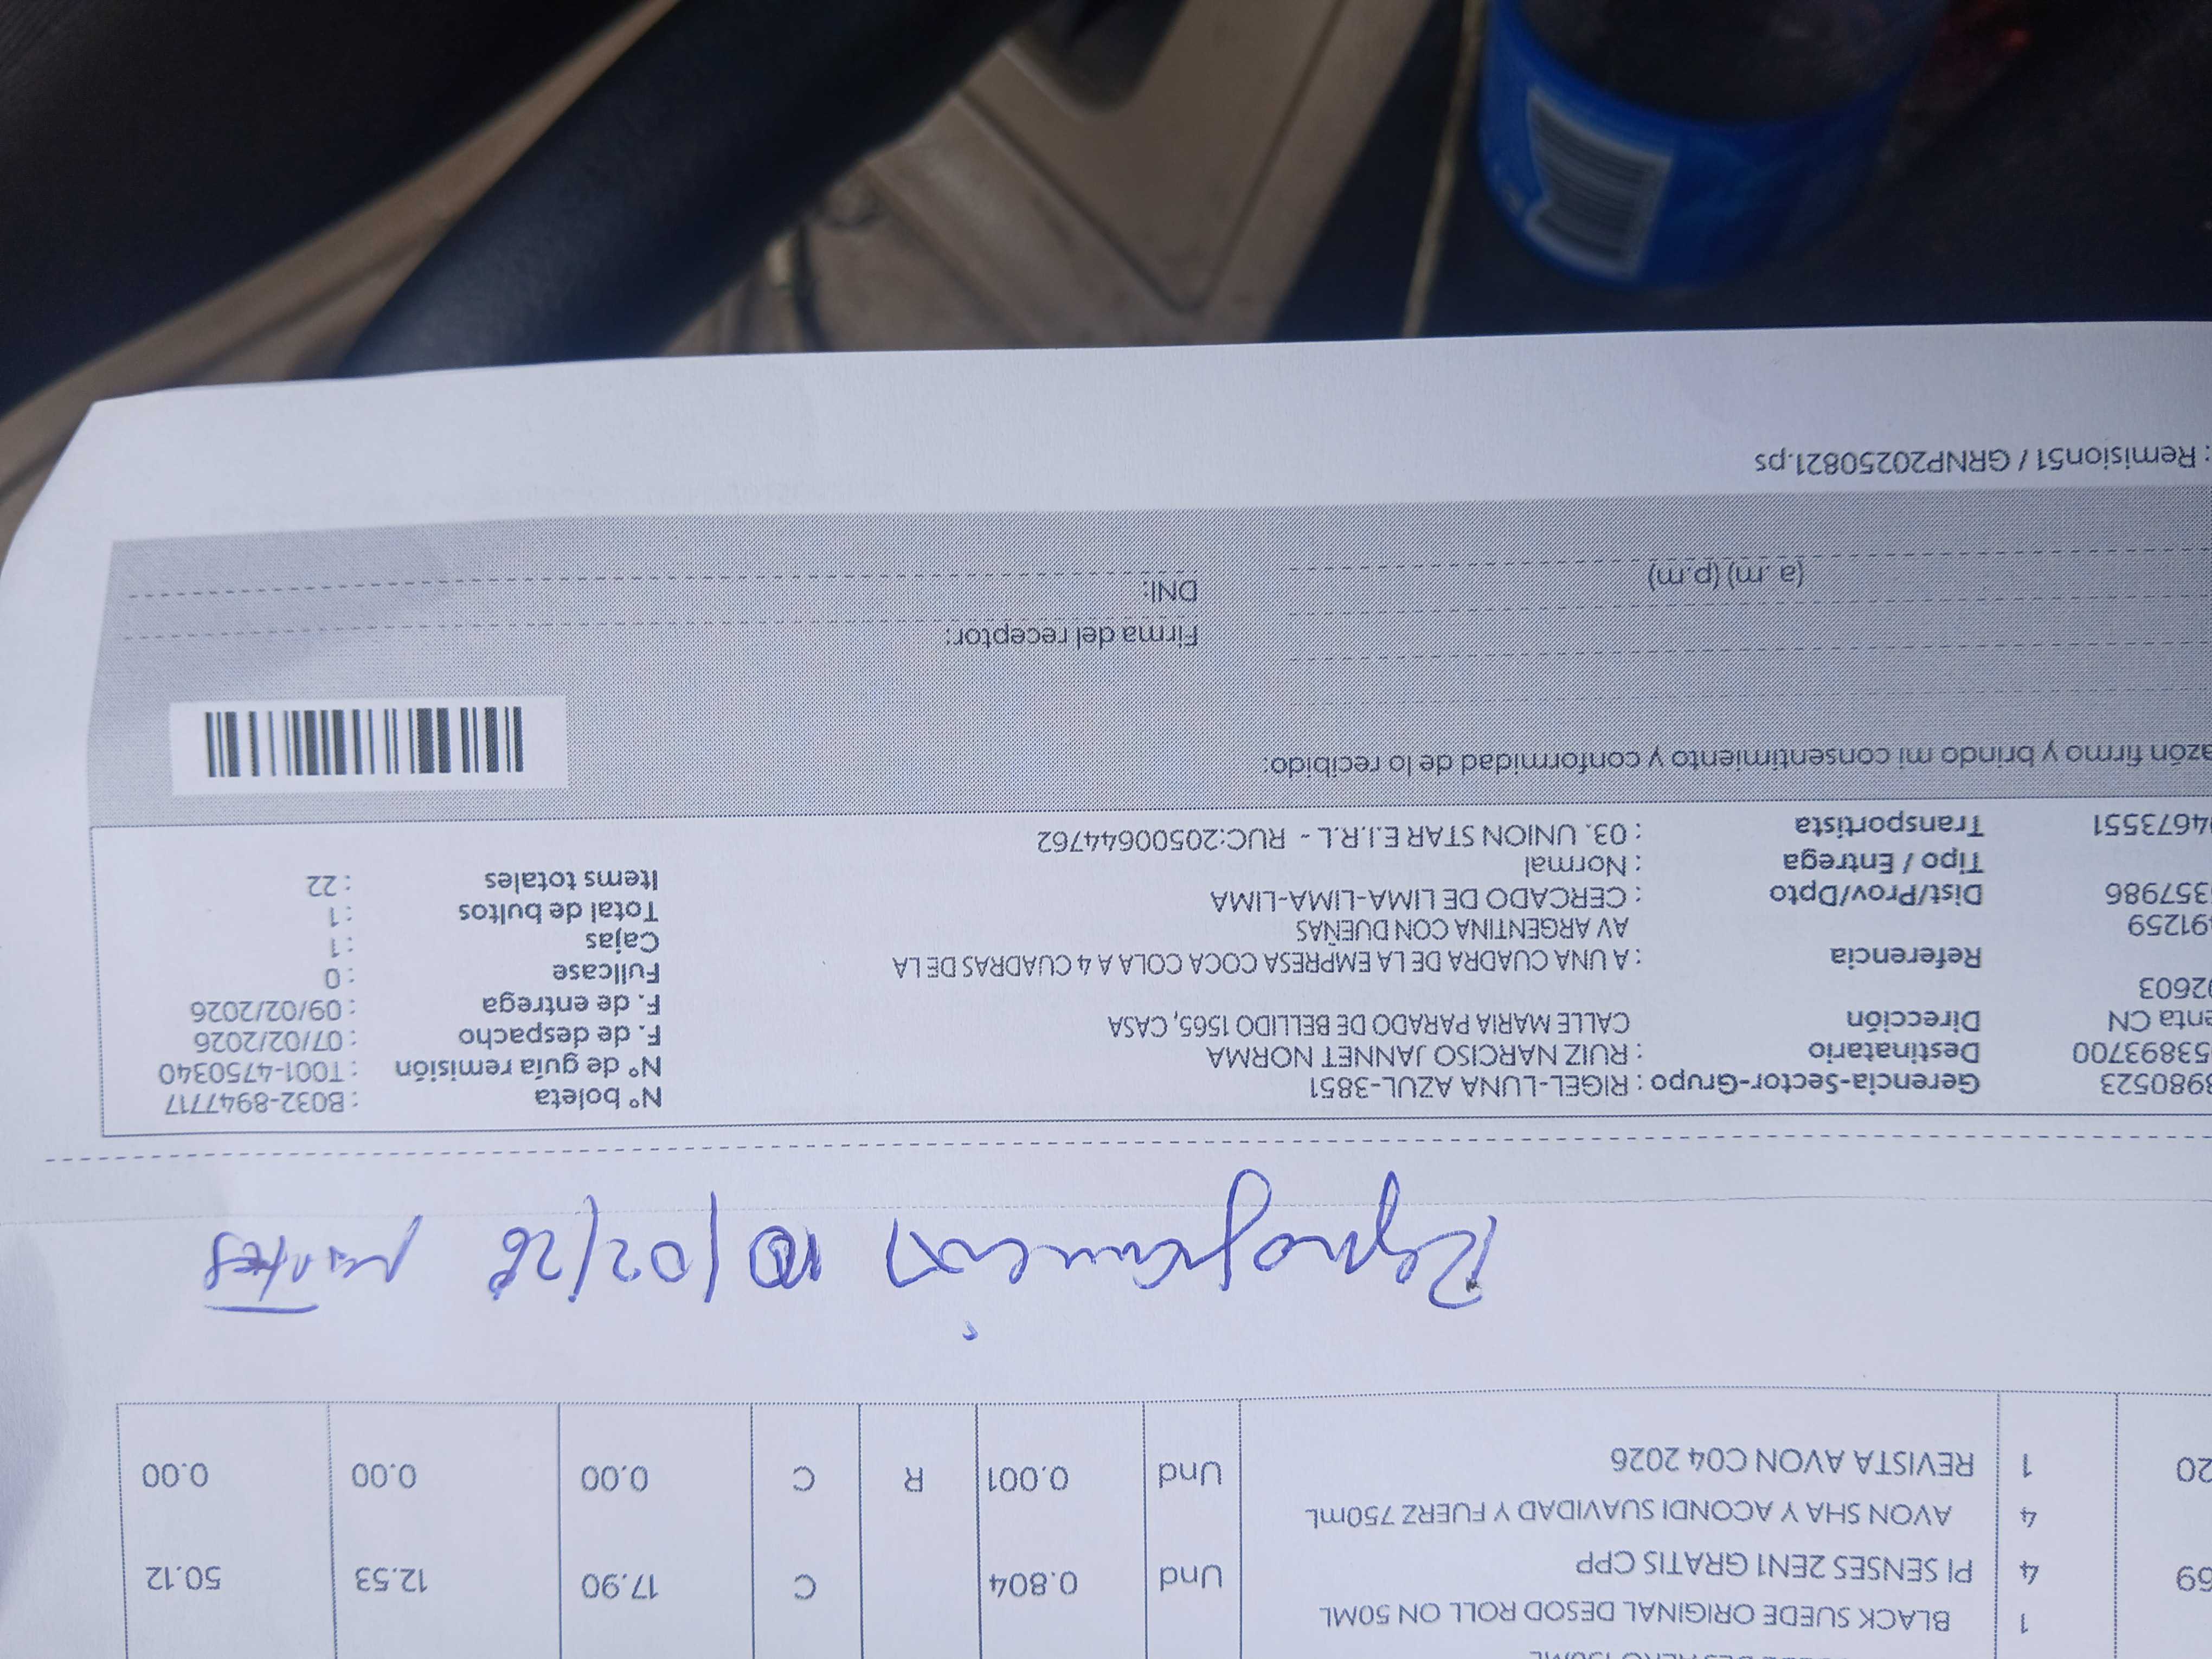 BLACK SUEDE ORIGINAL DESOD ROLL ON 50ML 1
69 4 PI SENSES 2EN1 GRATIS CPP Und 0.804 C 17.90 12.53 50.12
4 AVON SHA Y ACONDI SUAVIDAD Y FUERZ 750mL
20 1 REVISTA AVON C04 2026 Und 0.001 R C 0.00 0.00 0.00
Reprogramación 10/02/26
3980523 Gerencia-Sector-Grupo : RIGEL-LUNA AZUL-3851 N° boleta : B032-8947717
53893700 Destinatario : RUIZ NARCISO JANNET NORMA N° de guía remisión : T001-4750340
enta CN Dirección CALLE MARIA PARADO DE BELLIDO 1565, CASA F. de despacho : 07/02/2026
92603 F. de entrega : 09/02/2026
Referencia : A UNA CUADRA DE LA EMPRESA COCA COLA A 4 CUADRAS DE LA Fullcase : 0
491259 AV ARGENTINA CON DUEÑAS Cajas : 1
357986 Dist/Prov/Dpto : CERCADO DE LIMA-LIMA-LIMA Total de bultos : 1
Tipo / Entrega : Normal Items totales : 22
04673551 Transportista : 03. UNION STAR E.I.R.L - RUC:20500644762
azón firmo y brindo mi consentimiento y conformidad de lo recibido:
Firma del receptor:
(a .m) (p.m) DNI:
: Remision51 / GRNP20250821.ps